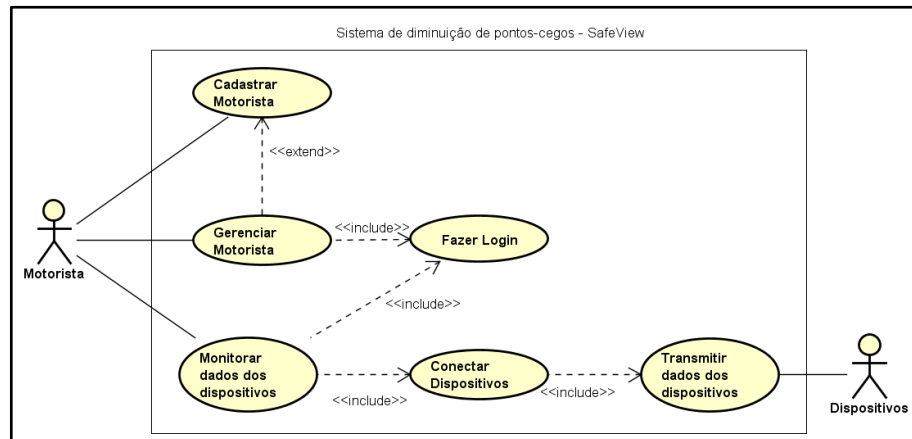 Sistema de diminuição de pontos-cegos - SafeView
Cadastrar
Motorista
<<extend>>
Gerenciar
Motorista
<<include>>
Fazer Login
Motorista
<<include>>
Monitorar
dados dos
dispositivos
<<include>>
Conectar
Dispositivos
<<include>>
Transmitir
dados dos
dispositivos
Dispositivos